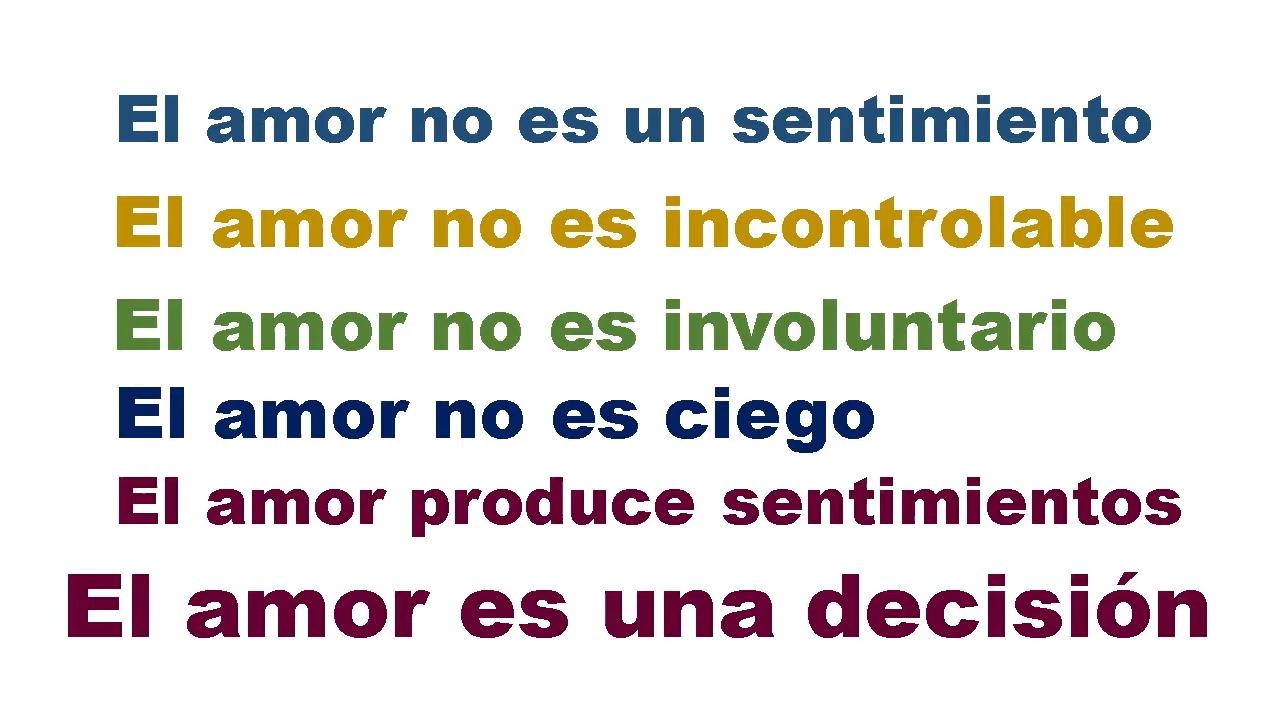 El amor no es un sentimiento
El amor no es incontrolable
El amor no es involuntario
El amor no es ciego
El amor produce sentimientos
El amor es una decisión